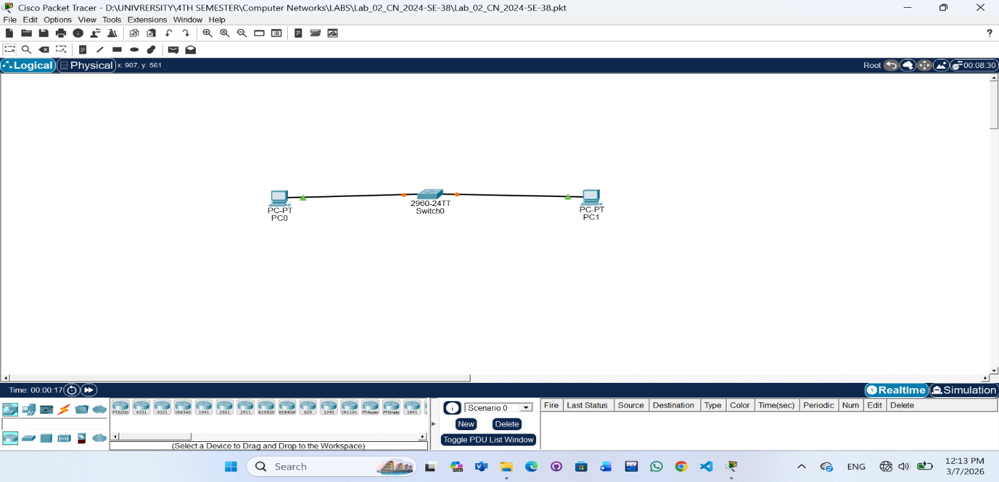 Cisco Packet Tracer - D:\UNIVRERSITY\4TH SEMESTER\Computer Networks\LABS\Lab_02_CN_2024-SE-38\Lab_02_CN_2024-SE-38.pkt
File Edit Options View Tools Extensions Window Help
?
Logical Physical x: 907, y: 561 Root 00:08:30
PC-PT
PC0
2960-24TT
Switch0
PC-PT
PC1
Time: 00:00:17 Realtime Simulation
PT8200 4331 4321 IR8340 1941 2901 2911 819IOX 819HGW 829 1240 IR1101 PT-Router PT-Empty 1841
(Select a Device to Drag and Drop to the Workspace)
Scenario 0
New Delete
Toggle PDU List Window
Fire Last Status Source Destination Type Color Time(sec) Periodic Num Edit Delete
Search
DEV
ENG
12:13 PM
3/7/2026